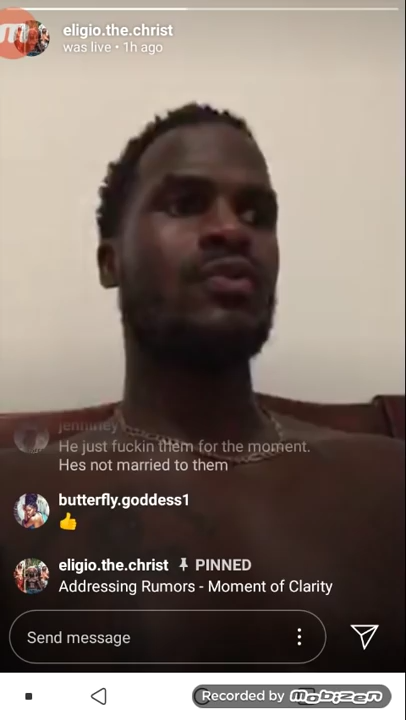 eligio.the.christ
was live • 1h ago
He just fuckin them for the moment.
Hes not married to them
butterfly.goddess1
👍
eligio.the.christ PINNED
Addressing Rumors - Moment of Clarity
Send message
Recorded by mobizen